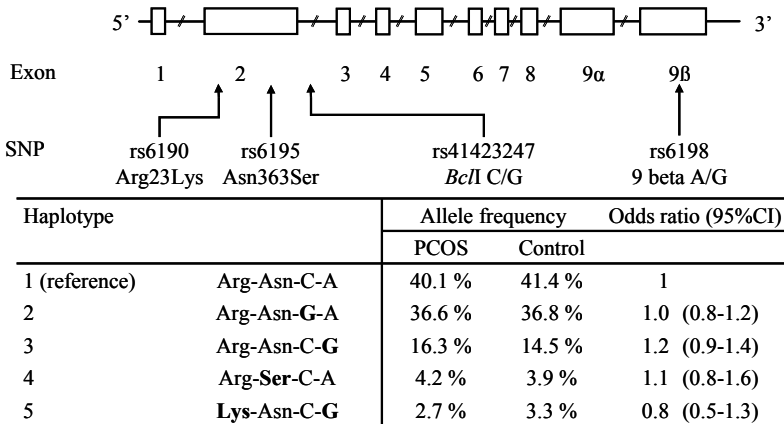 5’ 3’
Exon 1 2 3 4 5 6 7 8 9α 9β
SNP rs6190 rs6195 rs41423247 rs6198
Arg23Lys Asn363Ser BclI C/G 9 beta A/G
Haplotype Allele frequency Odds ratio (95%CI)
PCOS Control
1 (reference) Arg-Asn-C-A 40.1 % 41.4 % 1
2 Arg-Asn-G-A 36.6 % 36.8 % 1.0 (0.8-1.2)
3 Arg-Asn-C-G 16.3 % 14.5 % 1.2 (0.9-1.4)
4 Arg-Ser-C-A 4.2 % 3.9 % 1.1 (0.8-1.6)
5 Lys-Asn-C-G 2.7 % 3.3 % 0.8 (0.5-1.3)